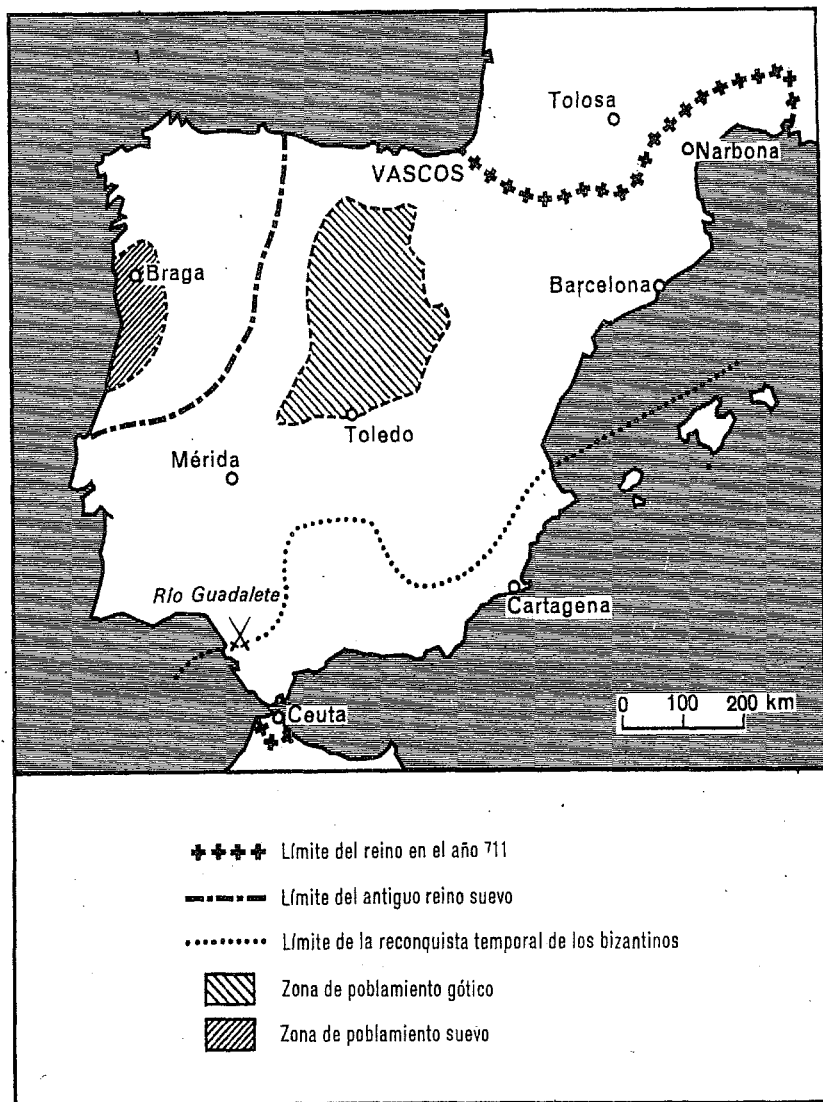 Tolosa
Narbona
VASCOS
Braga
Barcelona
Toledo
Mérida
Río Guadalete
Cartagena
Ceuta
0 100 200 km
Límite del reino en el año 711
Límite del antiguo reino suevo
Límite de la reconquista temporal de los bizantinos
Zona de poblamiento gótico
Zona de poblamiento suevo